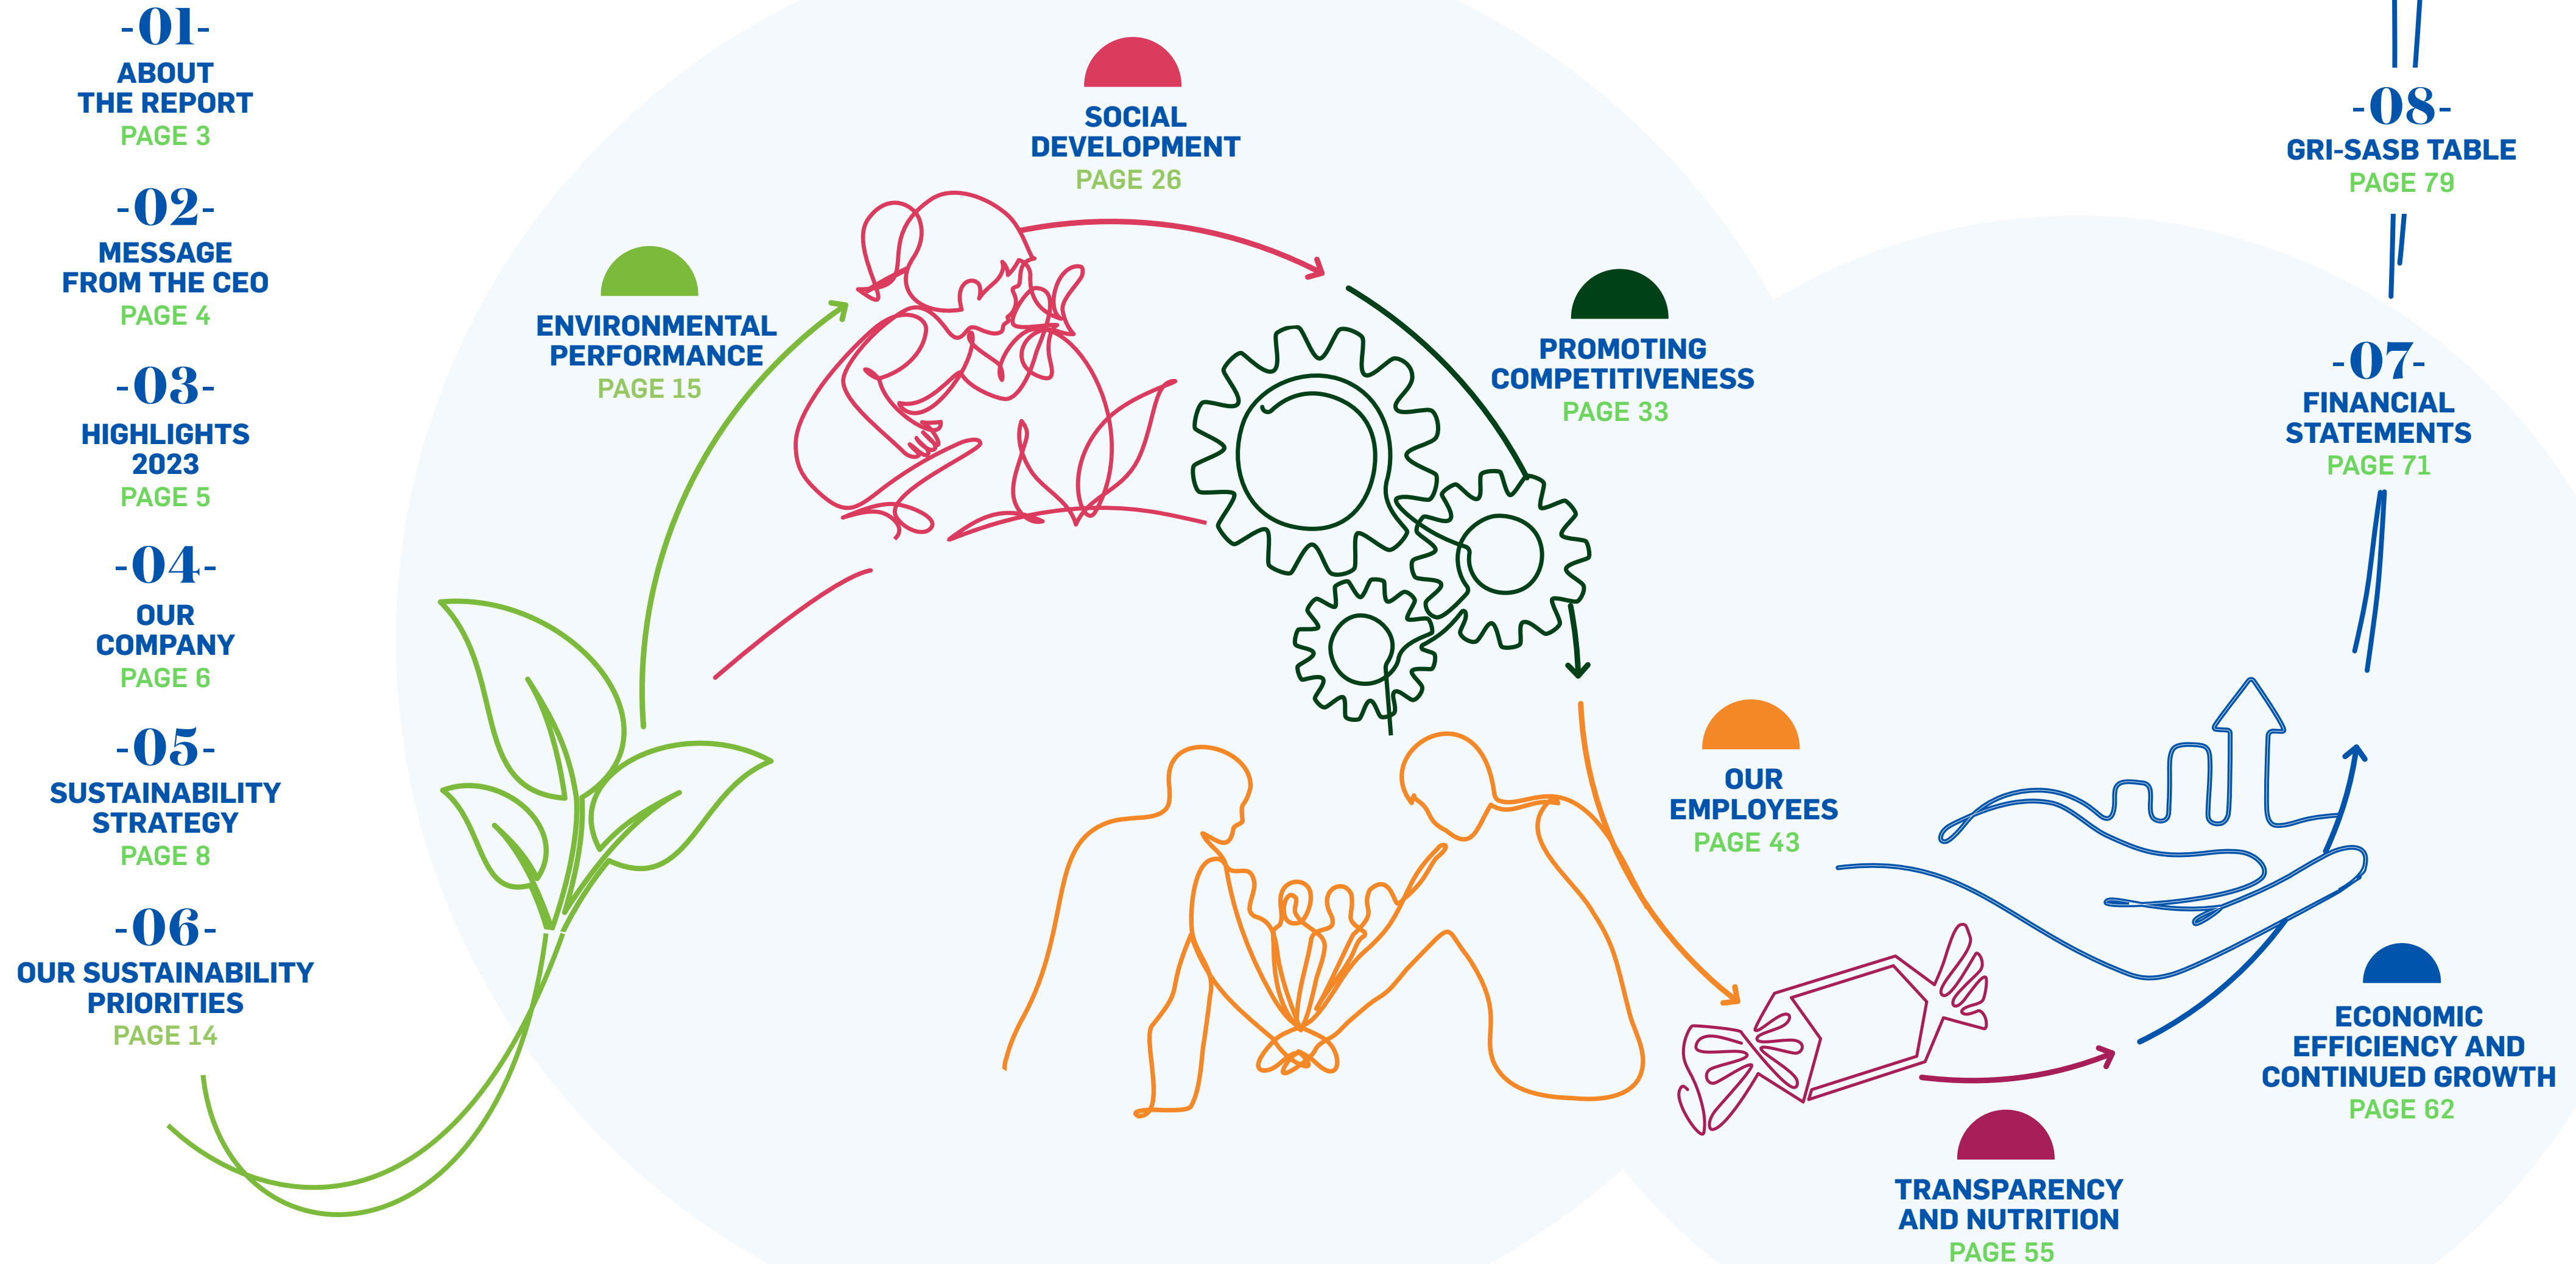 -01-
ABOUT
THE REPORT
PAGE 3
-02-
MESSAGE
FROM THE CEO
PAGE 4
-03-
HIGHLIGHTS
2023
PAGE 5
-04-
OUR
COMPANY
PAGE 6
-05-
SUSTAINABILITY
STRATEGY
PAGE 8
-06-
OUR SUSTAINABILITY
PRIORITIES
PAGE 14
ENVIRONMENTAL
PERFORMANCE
PAGE 15
SOCIAL
DEVELOPMENT
PAGE 26
PROMOTING
COMPETITIVENESS
PAGE 33
OUR
EMPLOYEES
PAGE 43
TRANSPARENCY
AND NUTRITION
PAGE 55
ECONOMIC
EFFICIENCY AND
CONTINUED GROWTH
PAGE 62
-07-
FINANCIAL
STATEMENTS
PAGE 71
-08-
GRI-SASB TABLE
PAGE 79